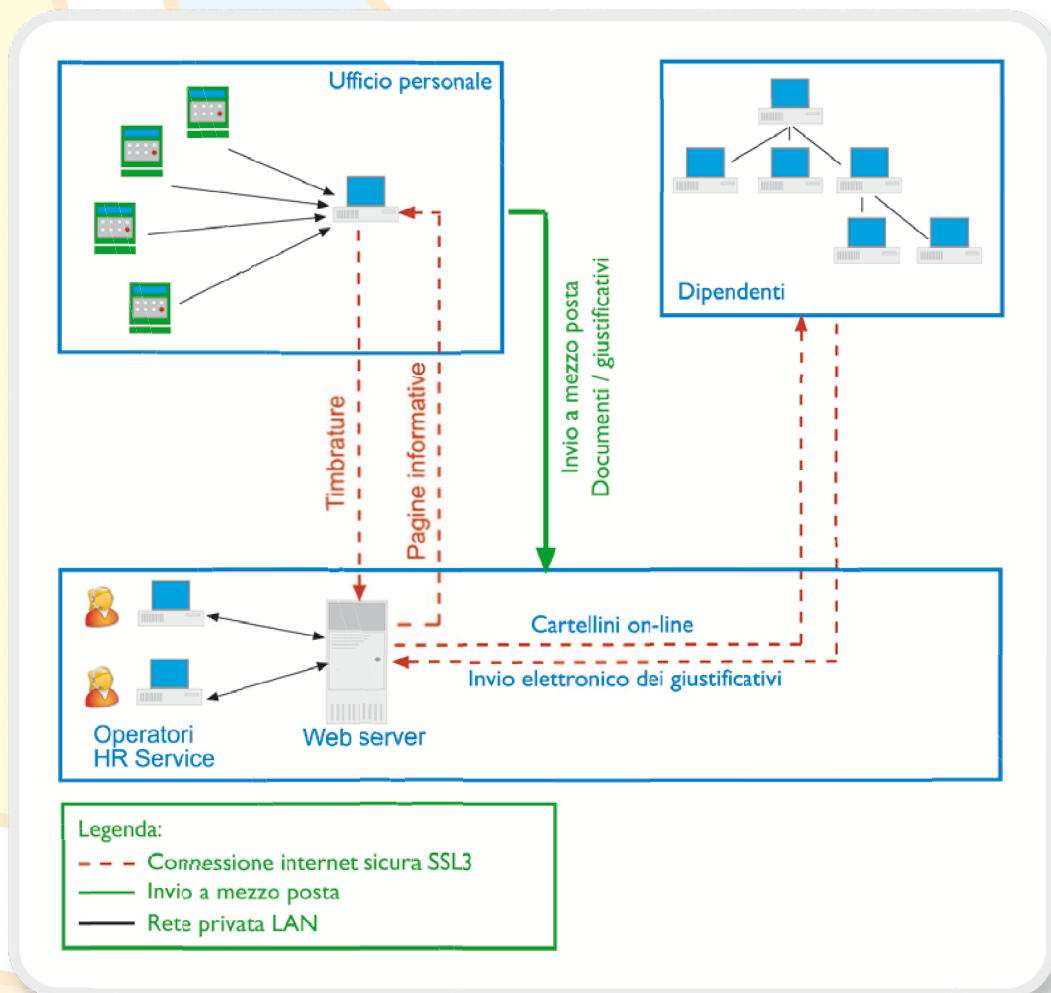 Ufficio personale
Dipendenti
Timbrature
Pagine informative
Invio a mezzo posta
Documenti / giustificativi
Cartellini on-line
Invio elettronico dei giustificativi
Operatori
HR Service
Web server
Legenda:
Connessione internet sicura SSL3
Invio a mezzo posta
Rete privata LAN